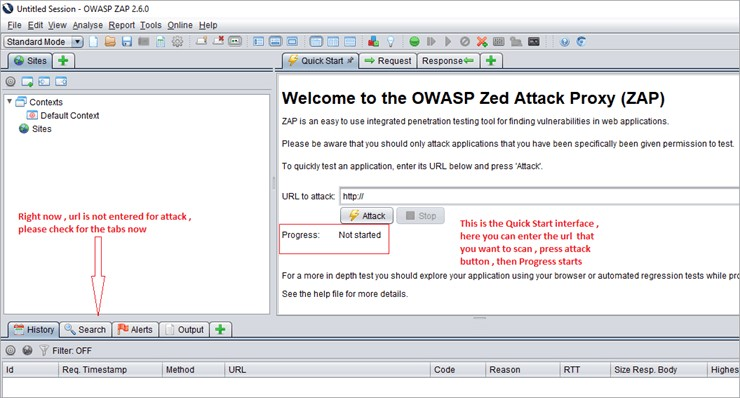 Untitled Session - OWASP ZAP 2.6.0
File Edit View Analyse Report Tools Online Help
Standard Mode
Sites
Quick Start
Request
Response
Contexts
Default Context
Sites
Welcome to the OWASP Zed Attack Proxy (ZAP)
ZAP is an easy to use integrated penetration testing tool for finding vulnerabilities in web applications.
Please be aware that you should only attack applications that you have been specifically been given permission to test.
To quickly test an application, enter its URL below and press 'Attack'.
URL to attack: http://
Attack
Stop
Progress: Not started
Right now , url is not entered for attack ,
please check for the tabs now
This is the Quick Start interface ,
here you can enter the url that
you want to scan , press attack
button , then Progress starts
For a more in depth test you should explore your application using your browser or automated regression tests while pro
See the help file for more details.
History
Search
Alerts
Output
Filter: OFF
Id Req. Timestamp Method URL Code Reason RTT Size Resp. Body Highes